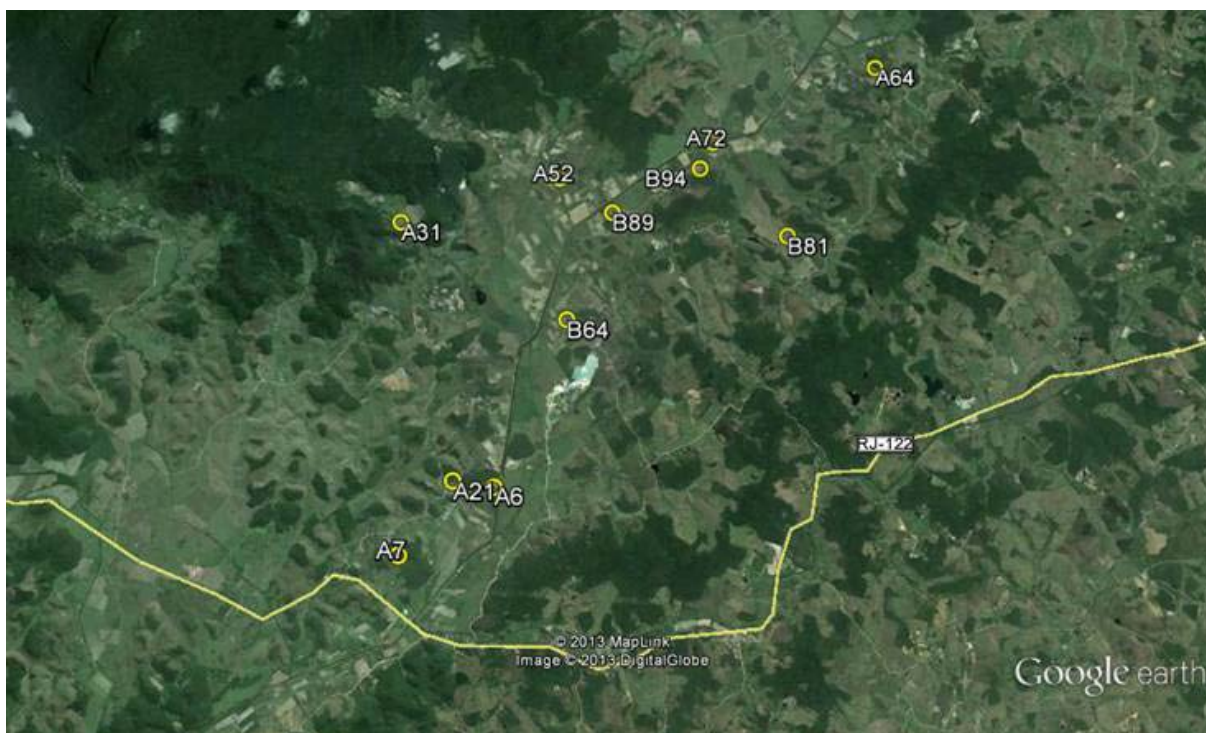 A64
A72
A52
B94
B89
A31
B81
B64
RJ-122
A21
A6
A7
© 2013 MapLink
Image © 2013 DigitalGlobe
Google earth